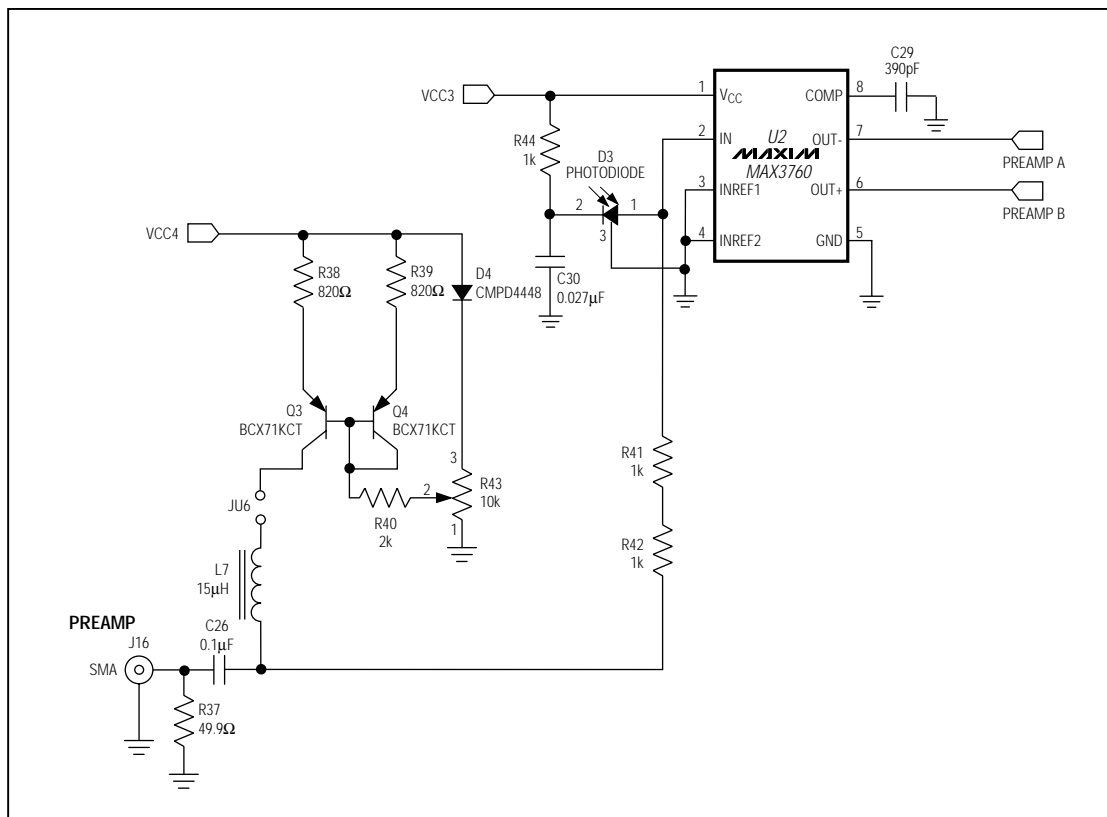 C29
390pF
VCC3
1
VCC
COMP
8
R44
1k
2
IN
U2
MAXIM
MAX3760
OUT-
7
PREAMP A
D3
PHOTODIODE
2
1
3
3
INREF1
OUT+
6
PREAMP B
4
INREF2
GND
5
VCC4
C30
0.027µF
R38
820Ω
R39
820Ω
D4
CMPD4448
Q3
BCX71KCT
Q4
BCX71KCT
3
R43
10k
2
1
R40
2k
R41
1k
R42
1k
JU6
L7
15µH
PREAMP
J16
SMA
C26
0.1µF
R37
49.9Ω